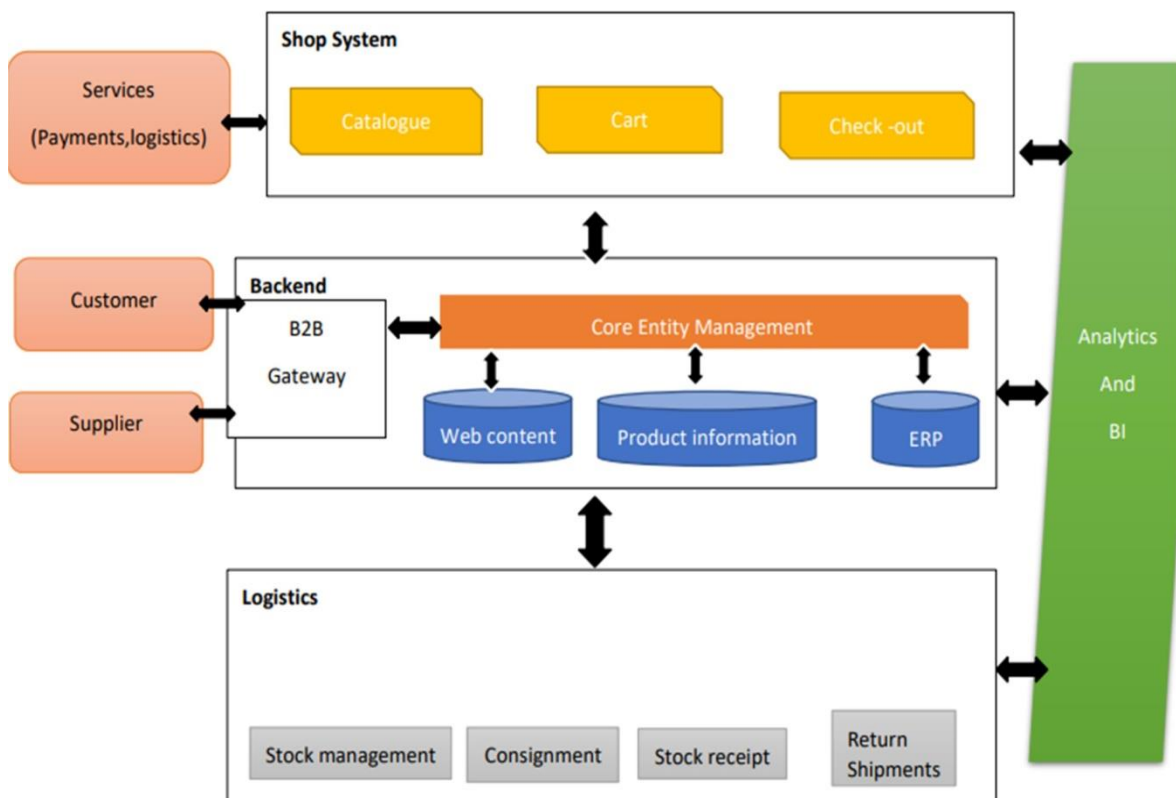 Shop System
Services
(Payments,logistics)
Catalogue
Cart
Check -out
Backend
Customer
B2B
Gateway
Core Entity Management
Supplier
Web content
Product information
ERP
Analytics
And
BI
Logistics
Stock management
Consignment
Stock receipt
Return
Shipments